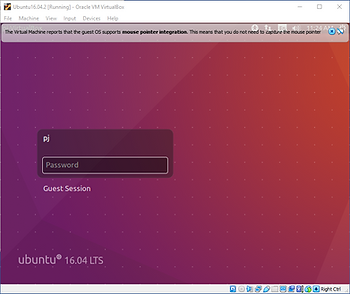 Ubuntu16.04.2 [Running] - Oracle VM VirtualBox
File Machine View Input Devices Help
The Virtual Machine reports that the guest OS supports mouse pointer integration. This means that you do not need to capture the mouse pointer
pj
Password
Guest Session
ubuntu® 16.04 LTS
Right Ctrl